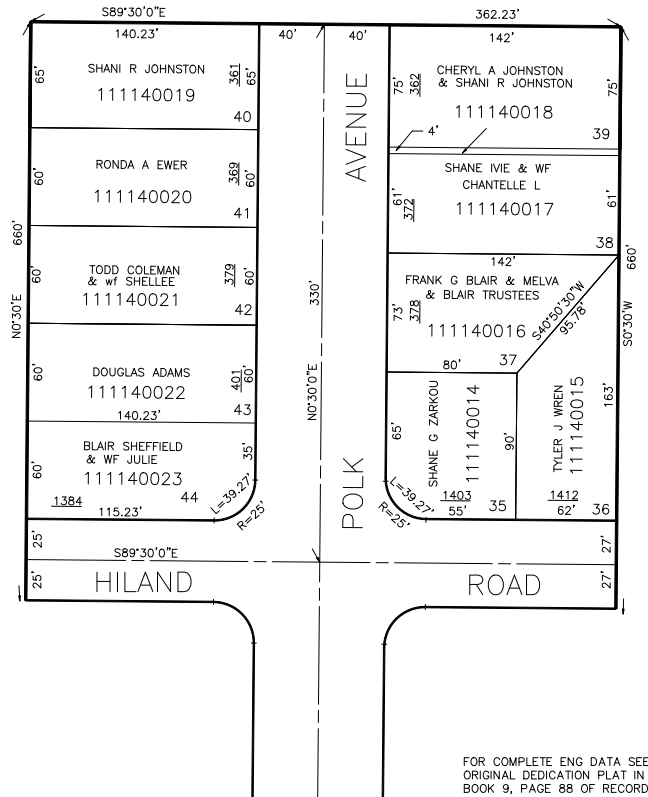 S89°30'0"E
362.23'
140.23'
40'
40'
142'
65'
SHANI R JOHNSTON
361
65'
111140019
40
75'
362
CHERYL A JOHNSTON
& SHANI R JOHNSTON
75'
111140018
39
4'
60'
RONDA A EWER
369
60'
111140020
41
61'
372
SHANE IVIE & WF
CHANTELLE L
61'
111140017
38
660'
N0°30'E
60'
TODD COLEMAN
& wf SHELLEE
379
60'
111140021
42
142'
73'
378
FRANK G BLAIR & MELVA
& BLAIR TRUSTEES
111140016
37
S40°50'30"W
95.78'
660'
S0°30'W
330'
N0°30'0"E
AVENUE
POLK
60'
DOUGLAS ADAMS
401
60'
111140022
43
140.23'
80'
65'
SHANE G ZARKOU
111140014
90'
TYLER J WREN
111140015
163'
60'
BLAIR SHEFFIELD
& WF JULIE
35'
111140023
1384
44
115.23'
L=39.27'
R=25'
L=39.27'
R=25'
1403
55'
35
1412
62'
36
25'
S89°30'0"E
25'
27'
27'
HILAND
ROAD
FOR COMPLETE ENG DATA SEE
ORIGINAL DEDICATION PLAT IN
BOOK 9, PAGE 88 OF RECORD